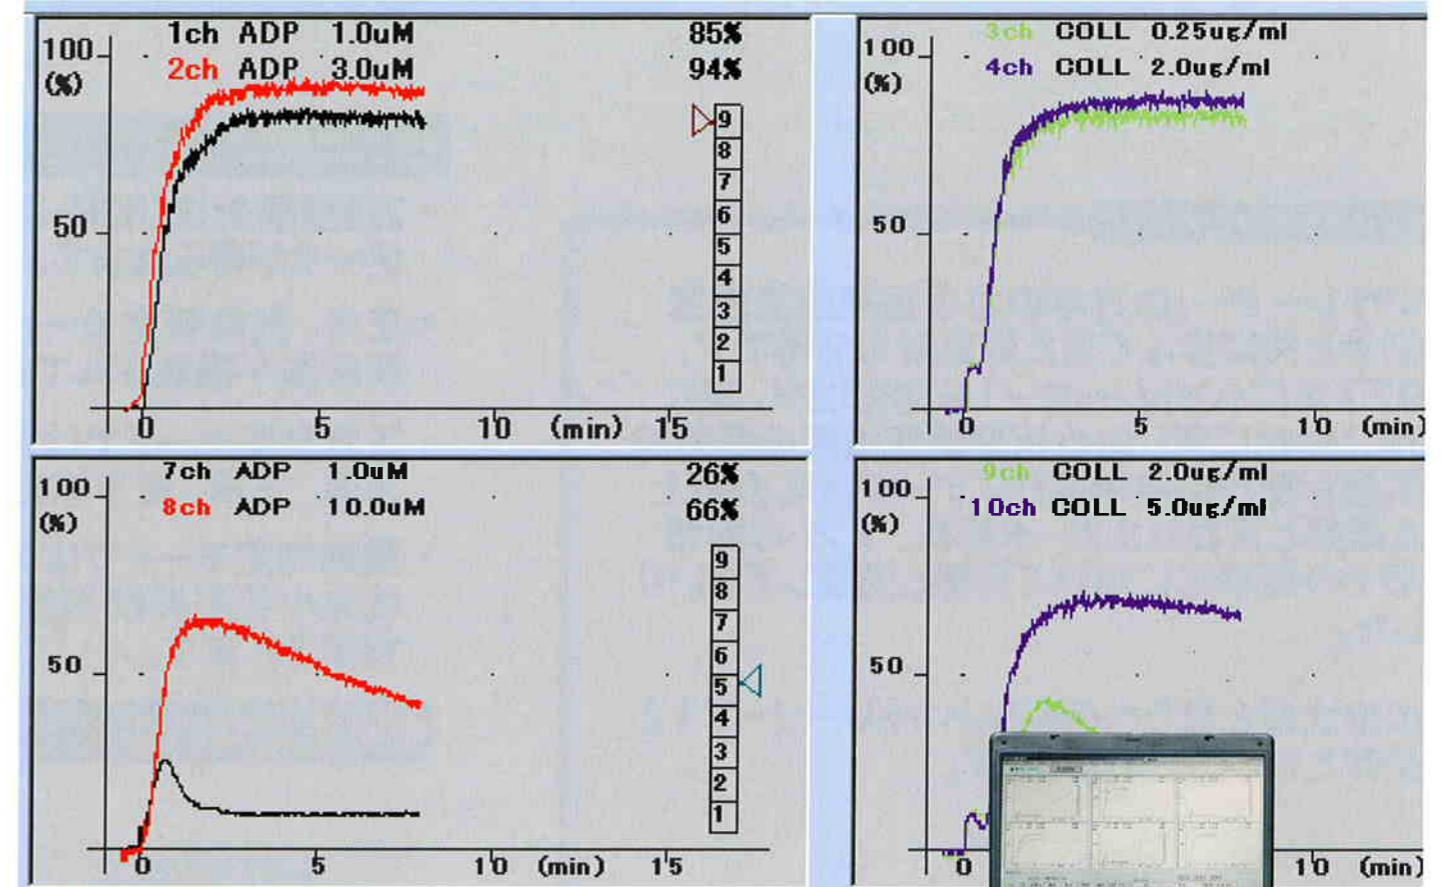 1ch ADP 1.0uM 85%
2ch ADP 3.0uM 94%
100
(%)
50
0 5 10 (min) 15
9
8
7
6
5
4
3
2
1
3ch COLL 0.25ug/ml
4ch COLL 2.0ug/ml
100
(%)
50
0 5 10 (min)
7ch ADP 1.0uM 26%
8ch ADP 10.0uM 66%
100
(%)
50
0 5 10 (min) 15
9
8
7
6
5
4
3
2
1
9ch COLL 2.0ug/ml
10ch COLL 5.0ug/ml
100
(%)
50
0 10 (min)